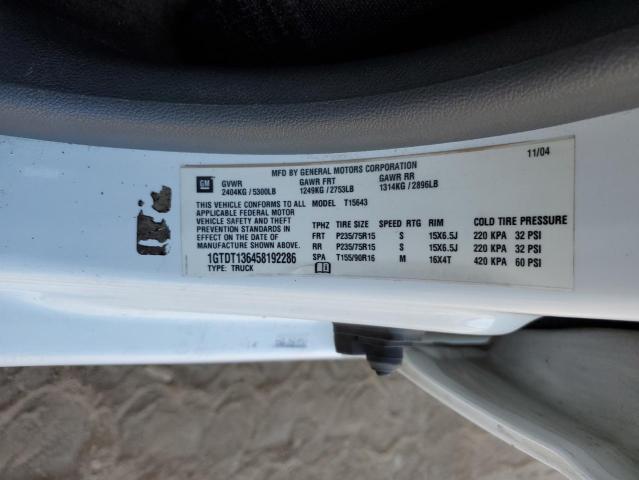 MFD BY GENERAL MOTORS CORPORATION 11/04
GM GVWR GAWR FRT GAWR RR
2404KG / 5300LB 1249KG / 2753LB 1314KG / 2896LB
THIS VEHICLE CONFORMS TO ALL MODEL T15643
APPLICABLE FEDERAL MOTOR
VEHICLE SAFETY AND THEFT
PREVENTION STANDARDS IN
EFFECT ON THE DATE OF
MANUFACTURE SHOWN ABOVE.
1GTDT136458192286
TYPE: TRUCK
TPHZ TIRE SIZE SPEED RTG RIM COLD TIRE PRESSURE
FRT P235/75R15 S 15X6.5J 220 KPA 32 PSI
RR P235/75R15 S 15X6.5J 220 KPA 32 PSI
SPA T155/90R16 M 16X4T 420 KPA 60 PSI